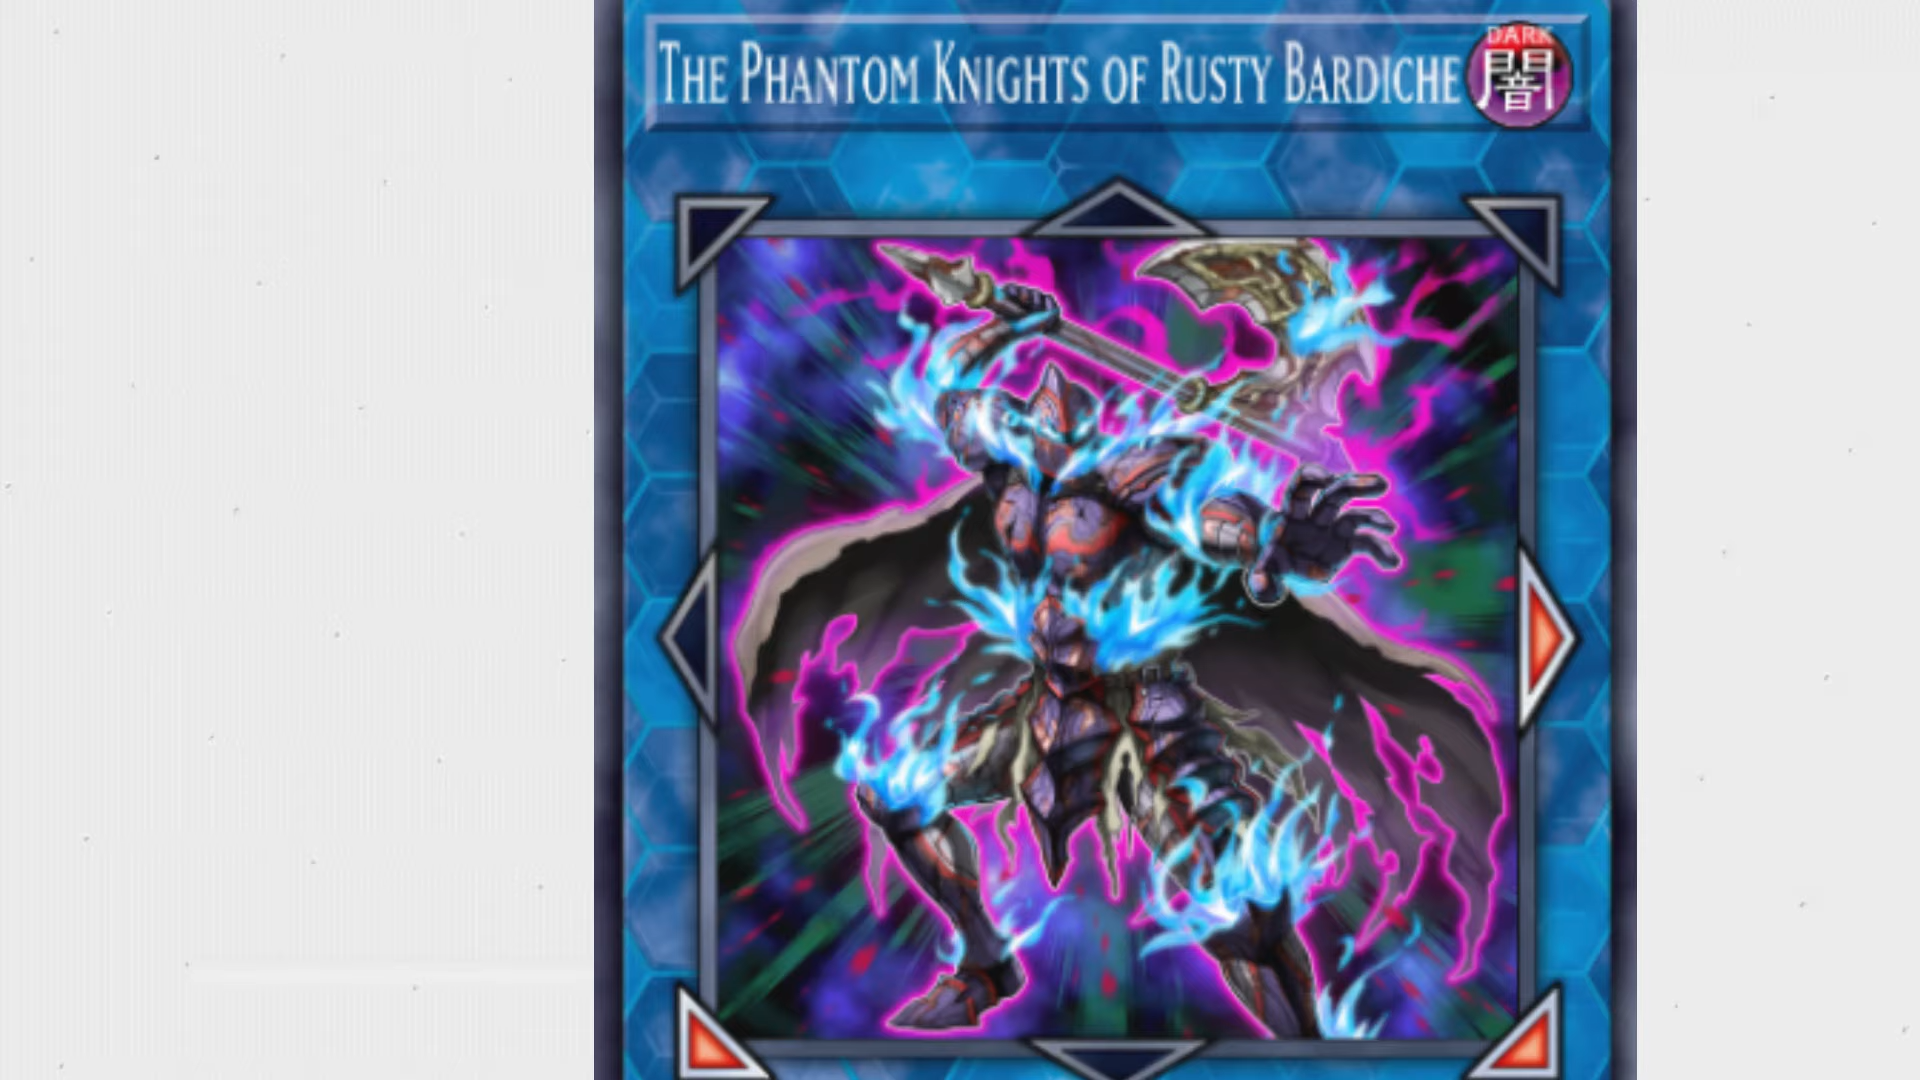 THE PHANTOM KNIGHTS OF RUSTY BARDICHE
DARK
闇